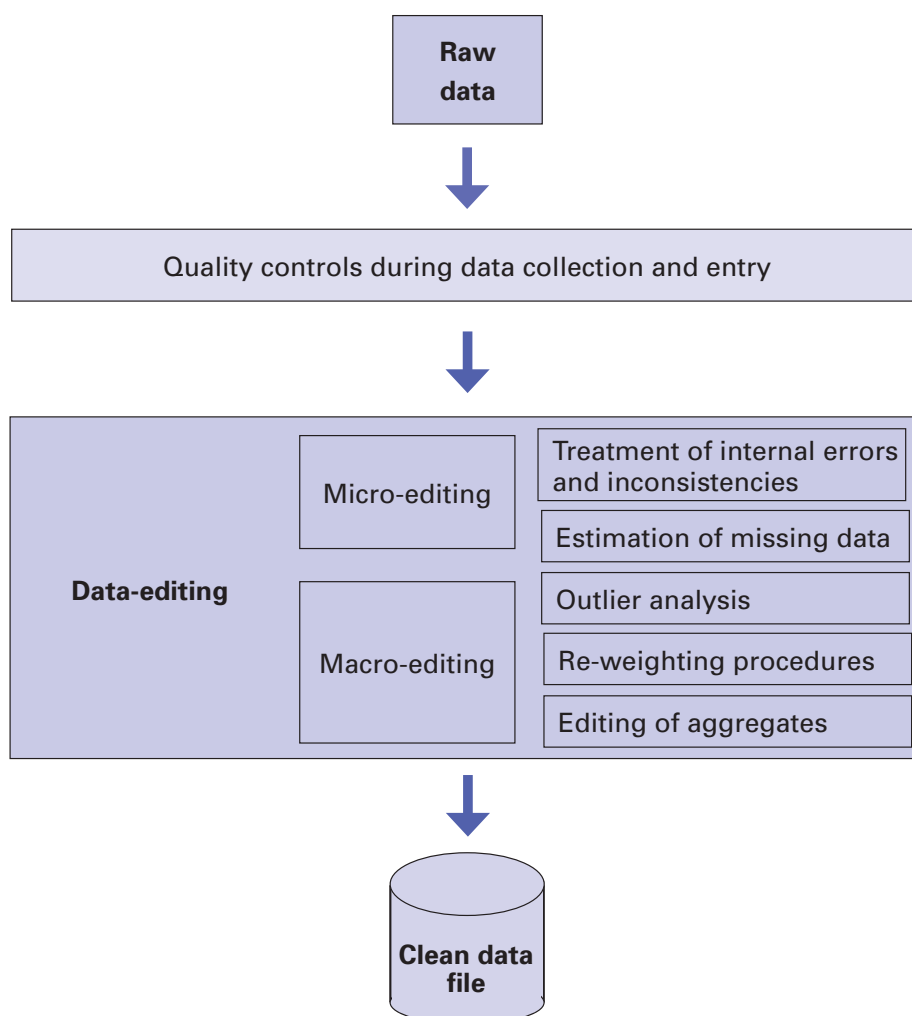 Raw
data
Quality controls during data collection and entry
Data-editing
Micro-editing
Treatment of internal errors
and inconsistencies
Estimation of missing data
Macro-editing
Outlier analysis
Re-weighting procedures
Editing of aggregates
Clean data
file